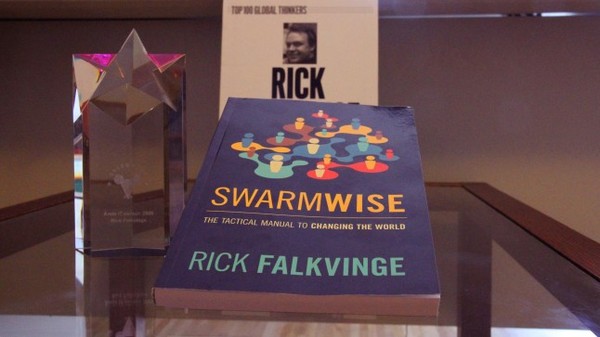 TOP 100 GLOBAL THINKERS
RICK
SWARMWISE
THE TACTICAL MANUAL TO CHANGING THE WORLD
RICK FALKVINGE